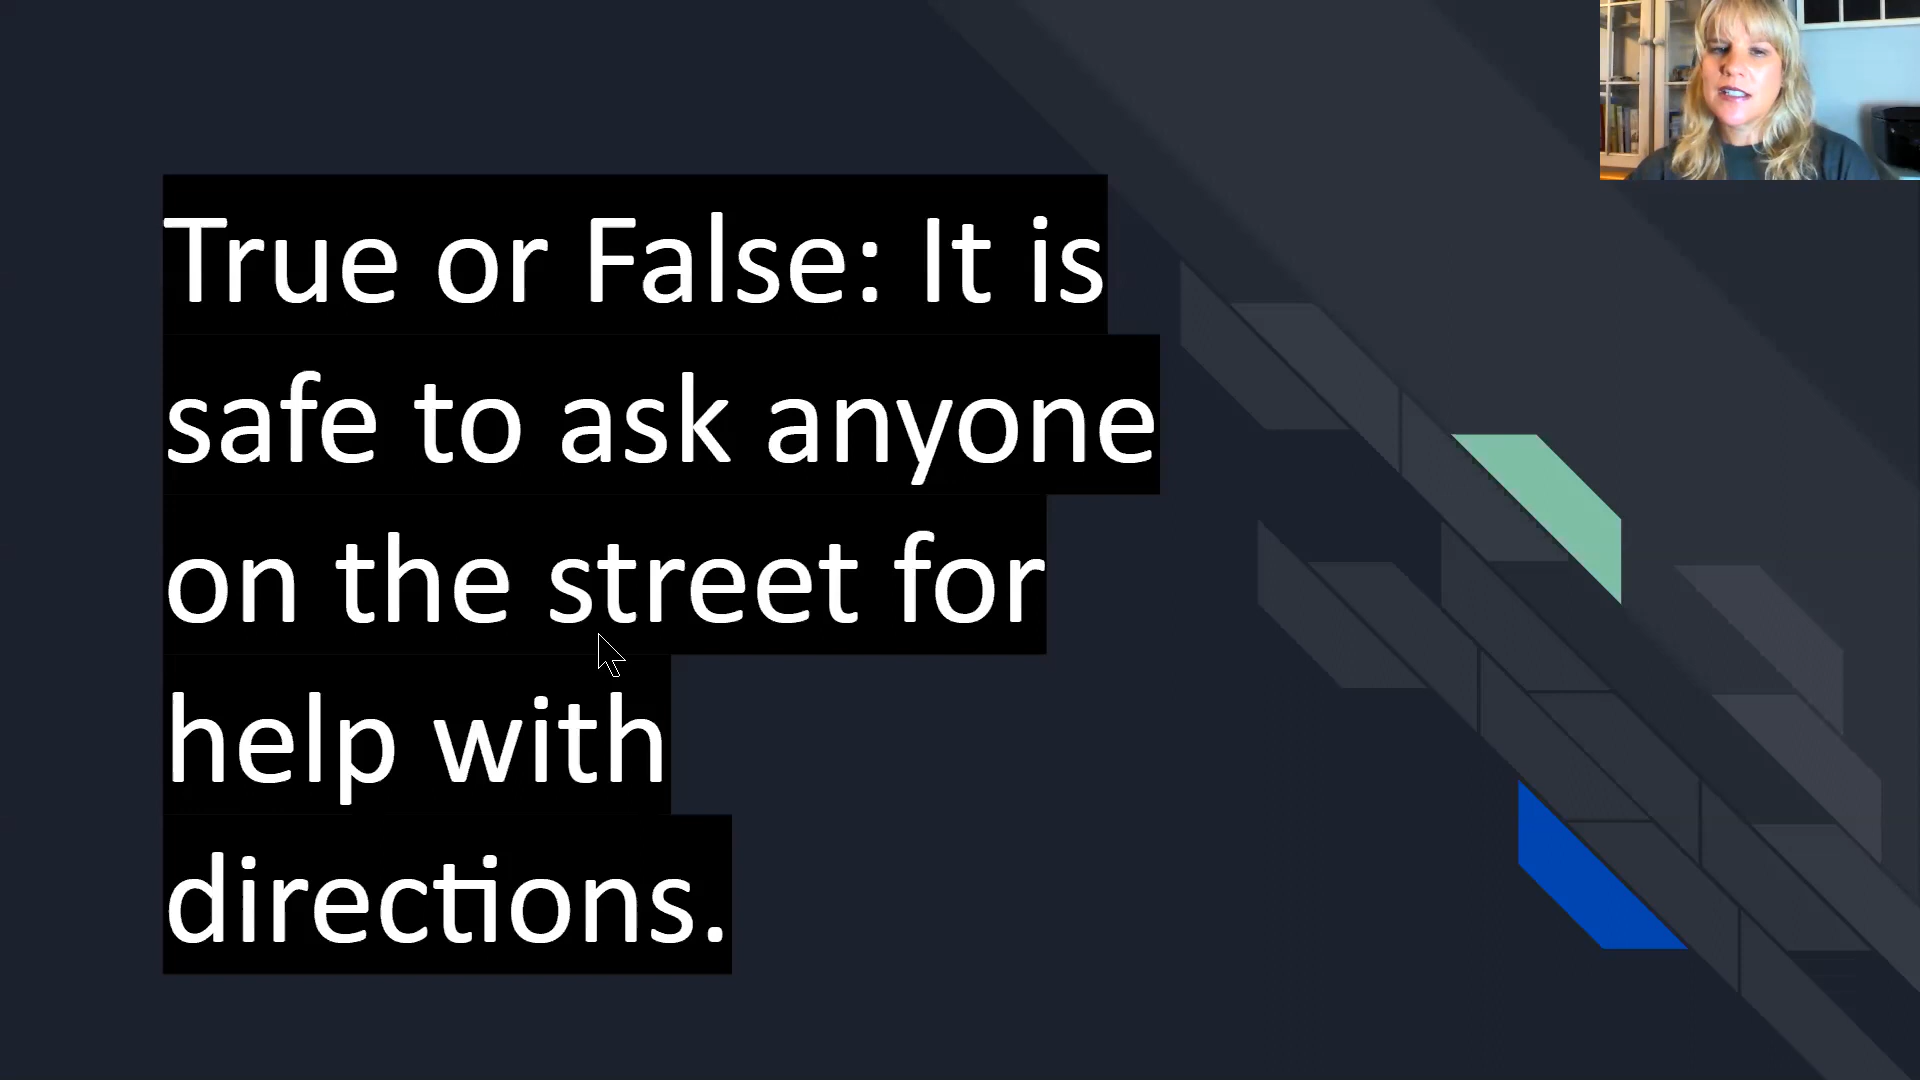 True or False: It is
safe to ask anyone
on the street for
help with
directions.